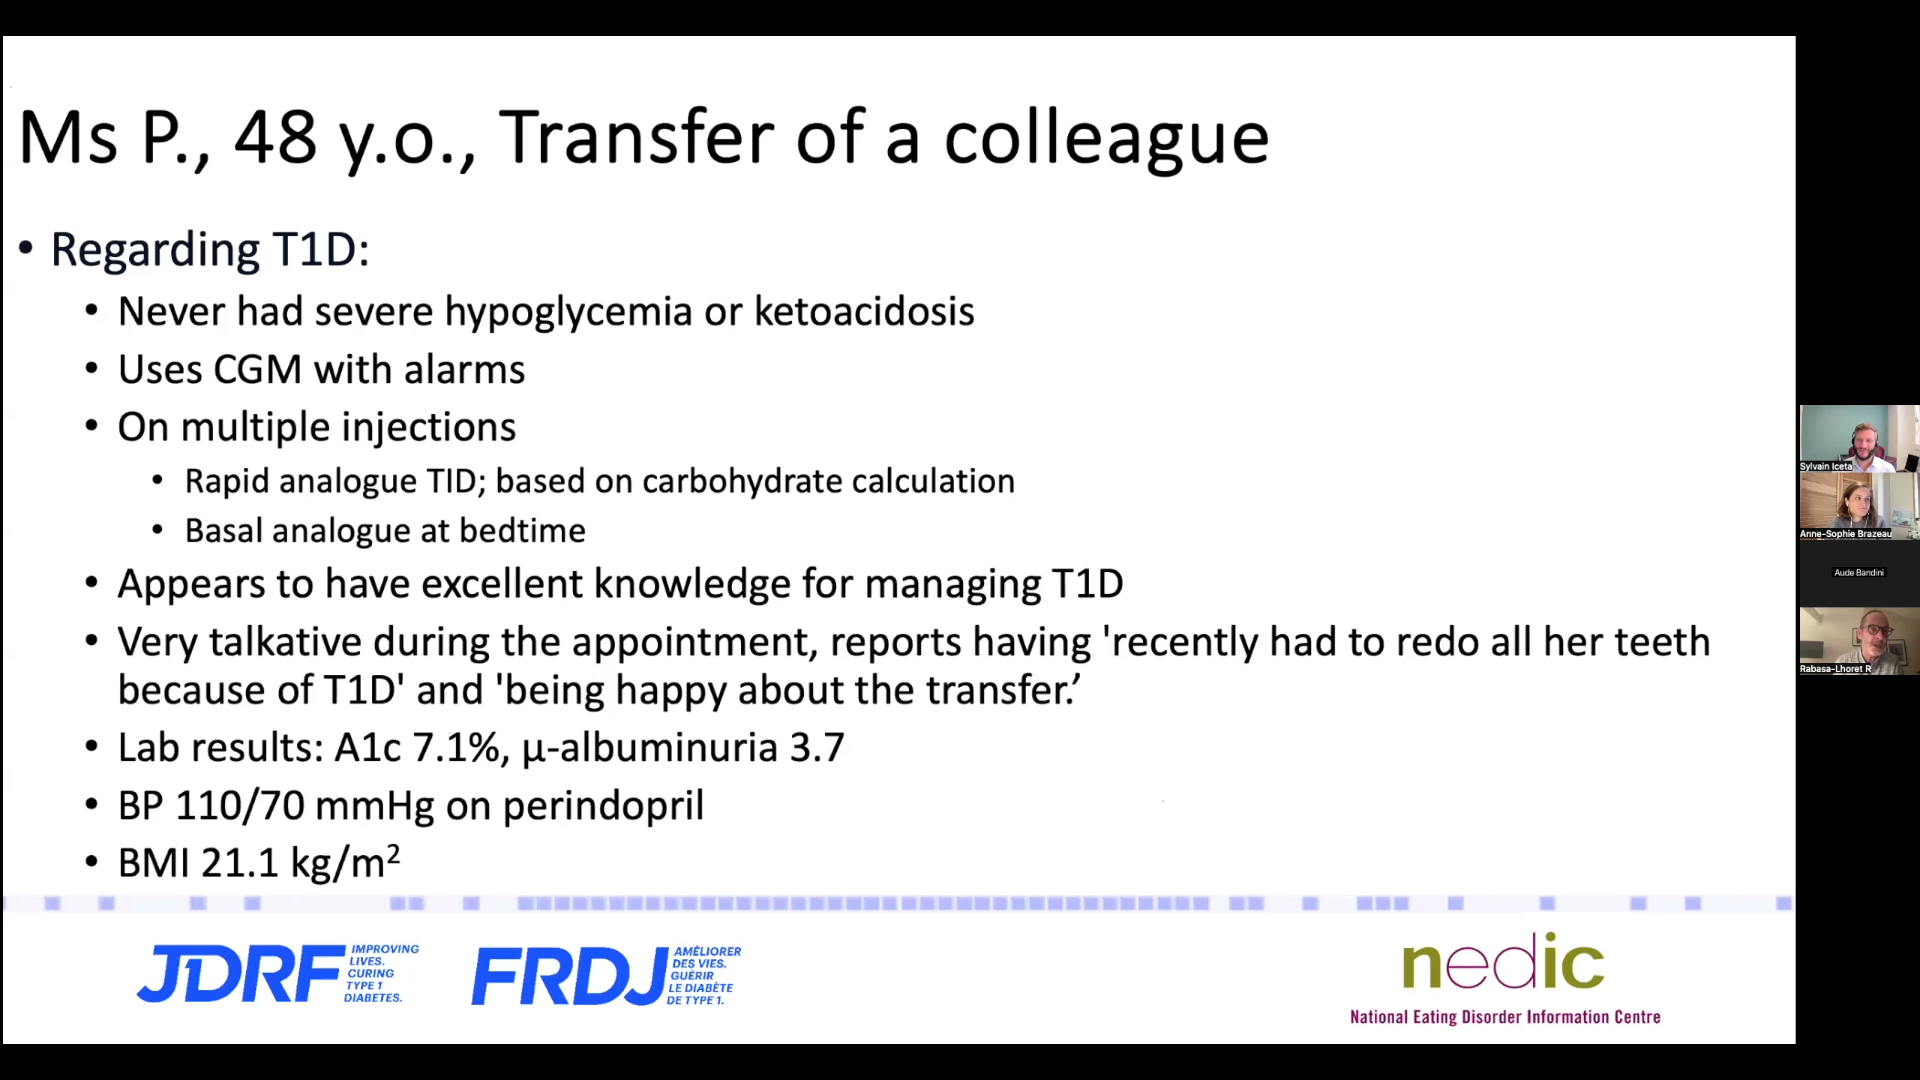 Ms P., 48 y.o., Transfer of a colleague
• Regarding T1D:
• Never had severe hypoglycemia or ketoacidosis
• Uses CGM with alarms
• On multiple injections
• Rapid analogue TID; based on carbohydrate calculation
• Basal analogue at bedtime
• Appears to have excellent knowledge for managing T1D
• Very talkative during the appointment, reports having 'recently had to redo all her teeth
because of T1D' and 'being happy about the transfer.’
• Lab results: A1c 7.1%, µ-albuminuria 3.7
• BP 110/70 mmHg on perindopril
• BMI 21.1 kg/m²
JDRF
IMPROVING
LIVES.
CURING
TYPE 1
DIABETES.
FRDJ
AMÉLIORER
DES VIES.
GUÉRIR
LE DIABÈTE
DE TYPE 1.
nedic
National Eating Disorder Information Centre
Sylvain Iceta
Anne-Sophie Brazeau
Aude Bandini
Rabasa-Lhoret R